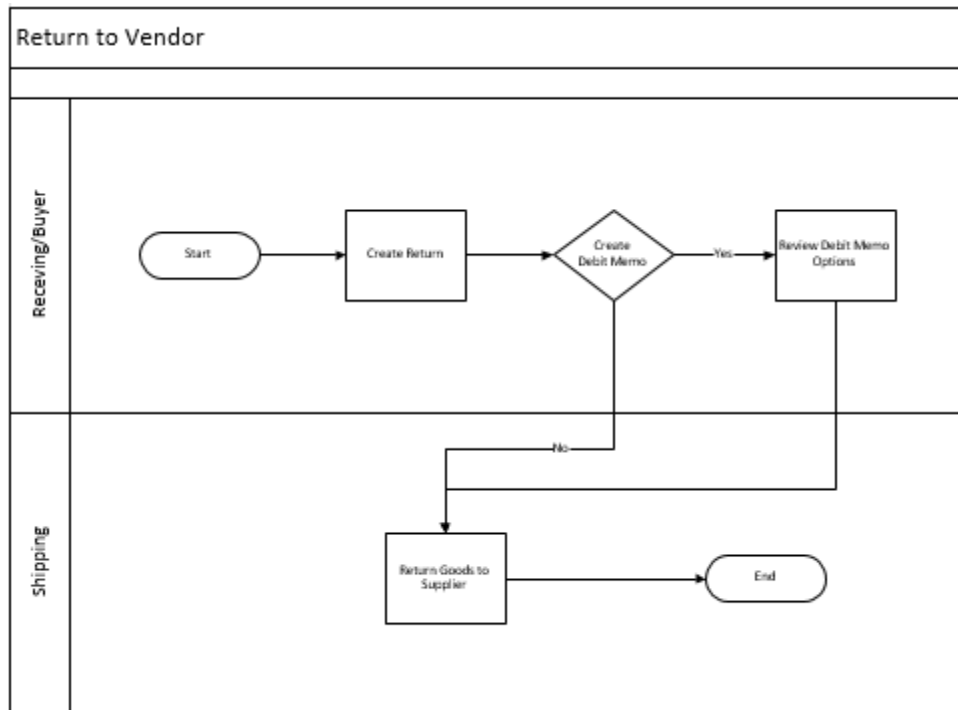 Return to Vendor
Receving/Buyer
Start
Create Return
Create
Debit Memo
Yes
Review Debit Memo
Options
No
Shipping
Return Goods to
Supplier
End